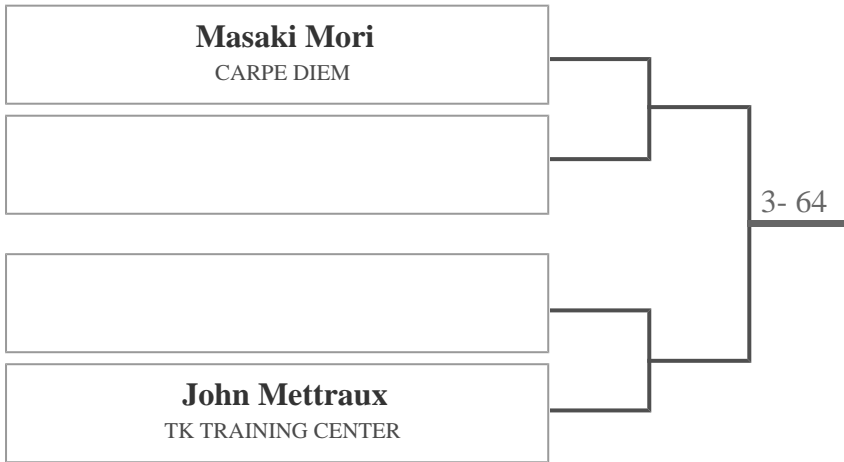 Masaki Mori
CARPE DIEM
3- 64
John Mettraux
TK TRAINING CENTER